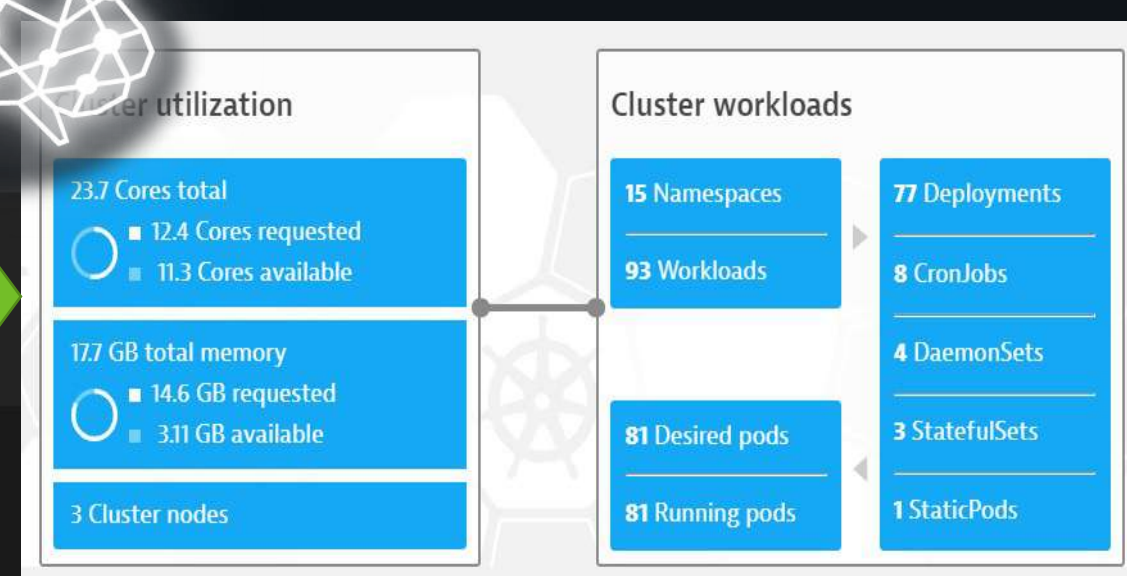 Cluster utilization
23.7 Cores total
12.4 Cores requested
11.3 Cores available
17.7 GB total memory
14.6 GB requested
3.11 GB available
3 Cluster nodes
Cluster workloads
15 Namespaces
93 Workloads
81 Desired pods
81 Running pods
77 Deployments
8 CronJobs
4 DaemonSets
3 StatefulSets
1 StaticPods